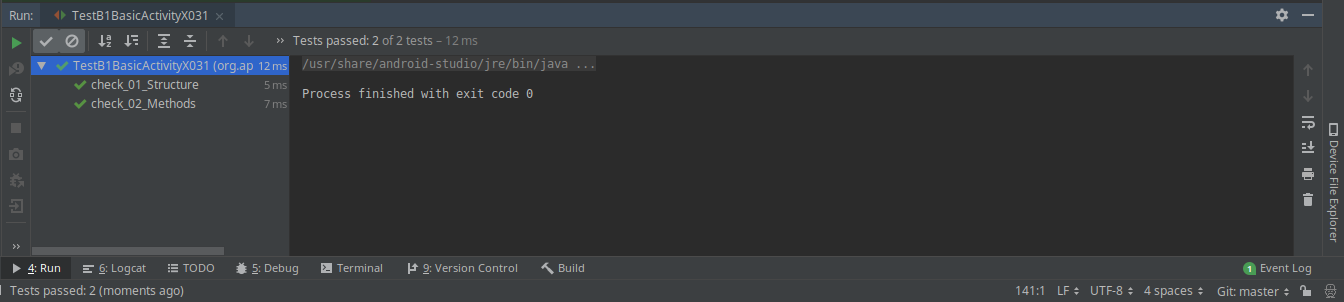 Run: TestB1BasicActivityX031
Tests passed: 2 of 2 tests – 12 ms
TestB1BasicActivityX031 (org.ap 12 ms
check_01_Structure 5 ms
check_02_Methods 7 ms
/usr/share/android-studio/jre/bin/java ...
Process finished with exit code 0
Device File Explorer
4: Run 6: Logcat TODO 5: Debug Terminal 9: Version Control Build 1 Event Log
Tests passed: 2 (moments ago) 141:1 LF UTF-8 4 spaces Git: master